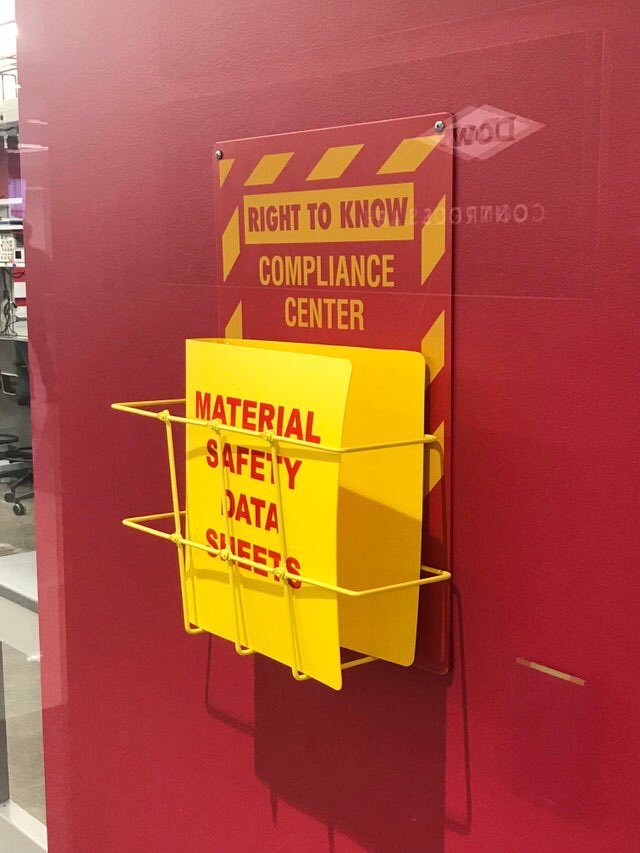 DOW
RIGHT TO KNOW
COMPLIANCE
CENTER
MATERIAL
SAFETY
DATA
SHEETS